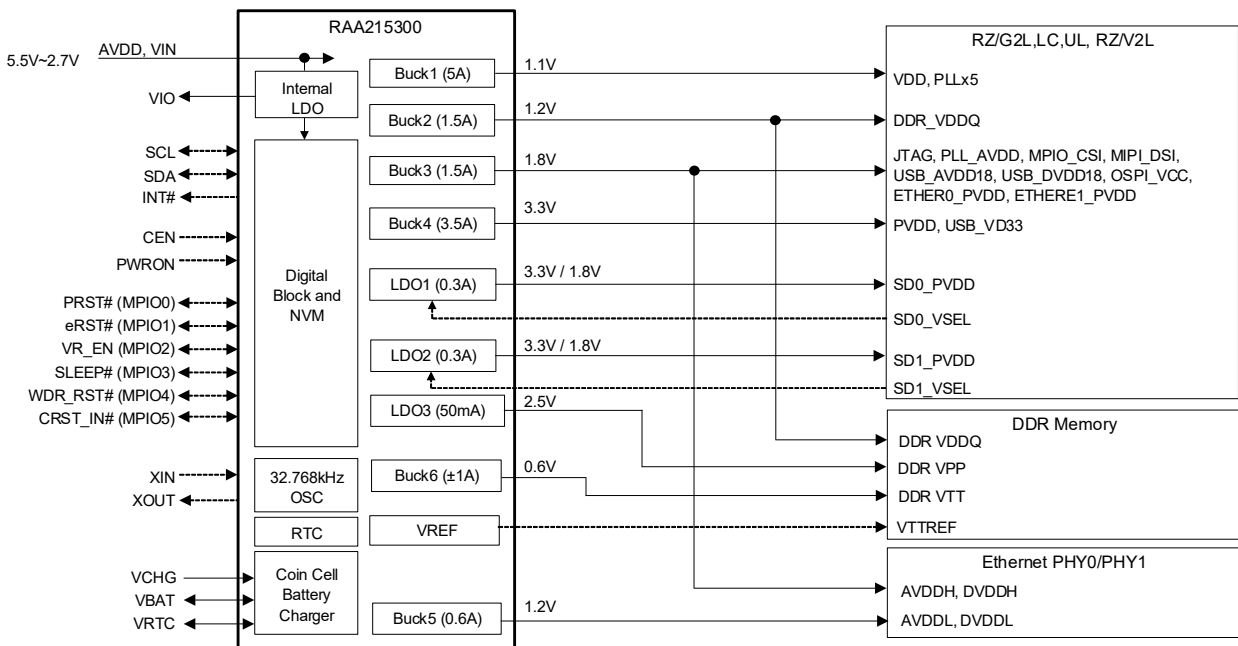 RAA215300
RZ/G2L,LC,UL, RZ/V2L
5.5V~2.7V
AVDD, VIN
Internal
LDO
VIO
SCL
SDA
INT#
CEN
PWRON
PRST# (MPIO0)
eRST# (MPIO1)
VR_EN (MPIO2)
SLEEP# (MPIO3)
WDR_RST# (MPIO4)
CRST_IN# (MPIO5)
XIN
XOUT
VCHG
VBAT
VRTC
Digital
Block and
NVM
32.768kHz
OSC
RTC
Coin Cell
Battery
Charger
Buck1 (5A)
1.1V
VDD, PLLx5
Buck2 (1.5A)
1.2V
DDR_VDDQ
Buck3 (1.5A)
1.8V
JTAG, PLL_AVDD, MPIO_CSI, MIPI_DSI,
USB_AVDD18, USB_DVDD18, OSPI_VCC,
ETHER0_PVDD, ETHERE1_PVDD
Buck4 (3.5A)
3.3V
PVDD, USB_VD33
LDO1 (0.3A)
3.3V / 1.8V
SD0_PVDD
SD0_VSEL
LDO2 (0.3A)
3.3V / 1.8V
SD1_PVDD
SD1_VSEL
LDO3 (50mA)
2.5V
DDR Memory
DDR VDDQ
DDR VPP
Buck6 (±1A)
0.6V
DDR VTT
VREF
VTTREF
Ethernet PHY0/PHY1
AVDDH, DVDDH
Buck5 (0.6A)
1.2V
AVDDL, DVDDL